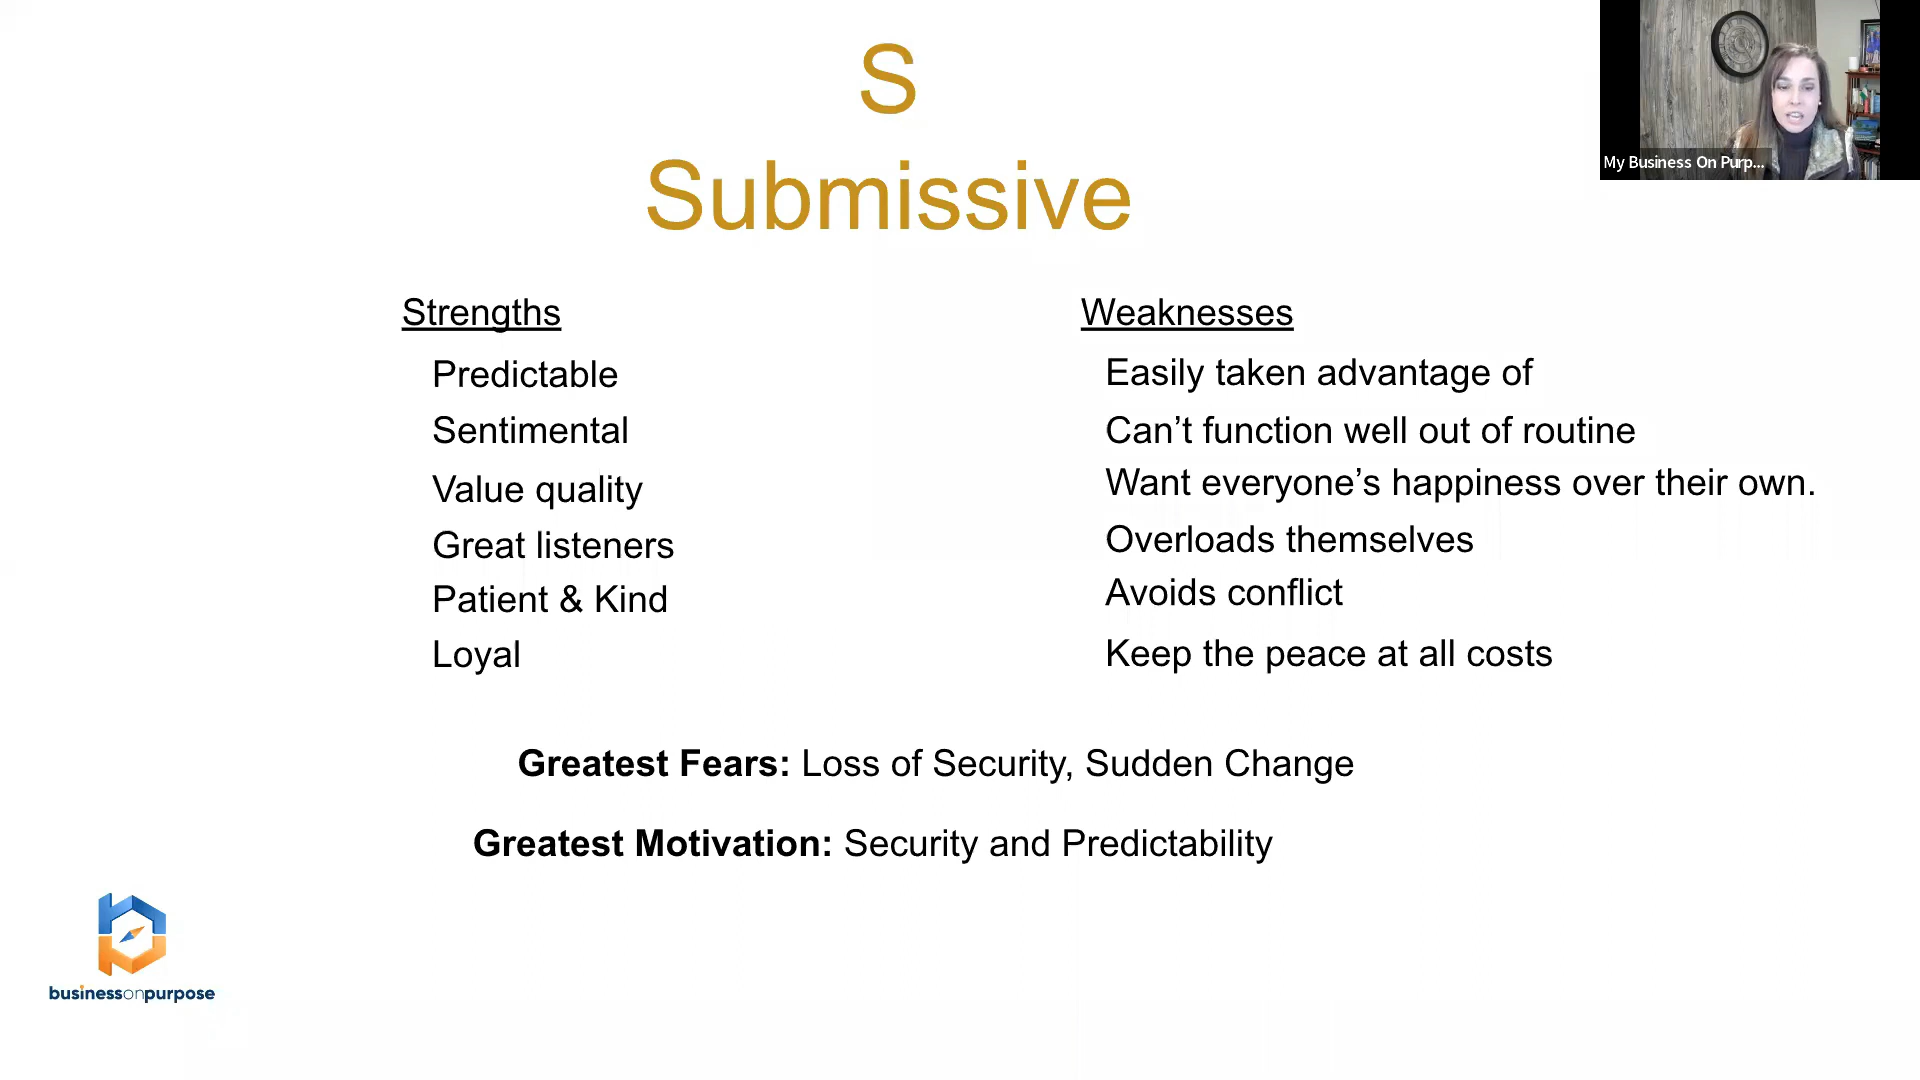 S
Submissive
My Business On Purp...
Strengths
Predictable
Sentimental
Value quality
Great listeners
Patient & Kind
Loyal
Weaknesses
Easily taken advantage of
Can’t function well out of routine
Want everyone’s happiness over their own.
Overloads themselves
Avoids conflict
Keep the peace at all costs
Greatest Fears: Loss of Security, Sudden Change
Greatest Motivation: Security and Predictability
businessonpurpose